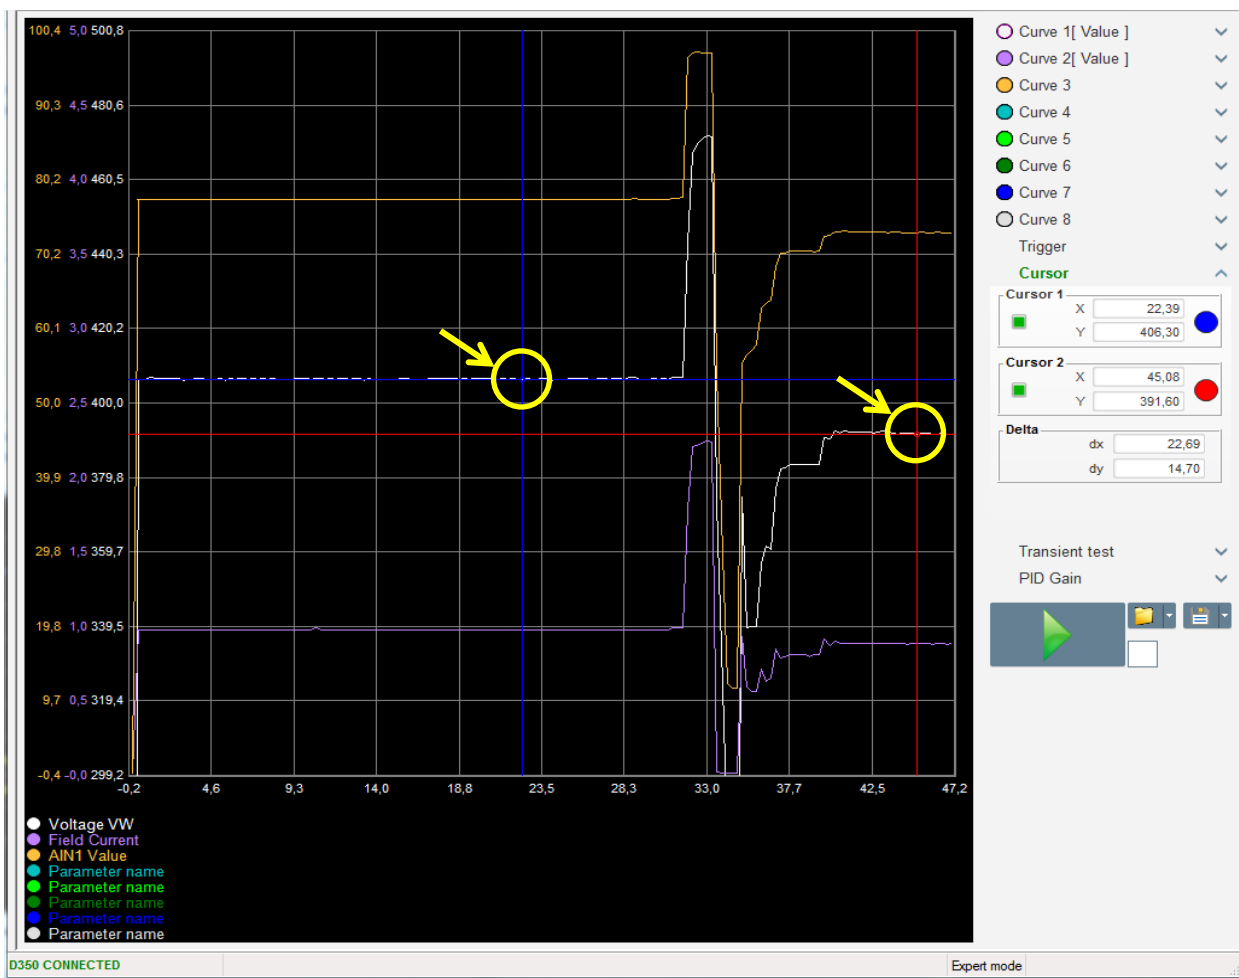 100,4 5,0 500,8
90,3 4,5 480,6
80,2 4,0 460,5
70,2 3,5 440,3
60,1 3,0 420,2
50,0 2,5 400,0
39,9 2,0 379,8
29,8 1,5 359,7
19,8 1,0 339,5
9,7 0,5 319,4
-0,4 -0,0 299,2
-0,2 4,6 9,3 14,0 18,8 23,5 28,3 33,0 37,7 42,5 47,2
Voltage VW
Field Current
AIN1 Value
Parameter name
Parameter name
Parameter name
Parameter name
Parameter name
Curve 1[ Value ]
Curve 2[ Value ]
Curve 3
Curve 4
Curve 5
Curve 6
Curve 7
Curve 8
Trigger
Cursor
Cursor 1
X 22,39
Y 406,30
Cursor 2
X 45,08
Y 391,60
Delta
dx 22,69
dy 14,70
Transient test
PID Gain
D350 CONNECTED
Expert mode